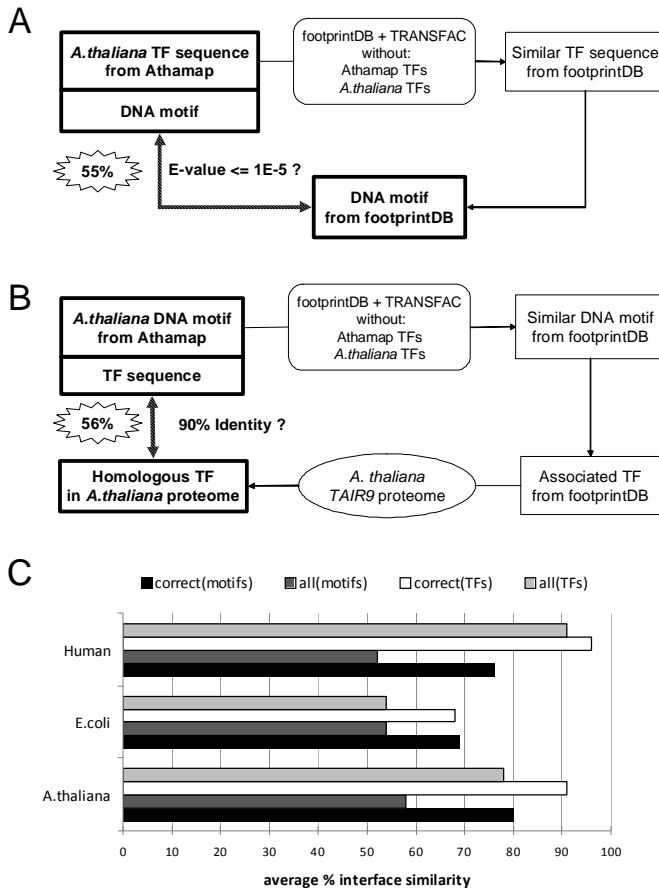 A
A.thaliana TF sequence
from Athamap
DNA motif
footprintDB + TRANSFAC
without:
Athamap TFs
A.thaliana TFs
Similar TF sequence
from footprintDB
55%
E-value <= 1E-5 ?
DNA motif
from footprintDB
B
A.thaliana DNA motif
from Athamap
TF sequence
footprintDB + TRANSFAC
without:
Athamap TFs
A.thaliana TFs
Similar DNA motif
from footprintDB
56%
90% Identity ?
Homologous TF
in A.thaliana proteome
A. thaliana
TAIR9 proteome
Associated TF
from footprintDB
C
correct(motifs) all(motifs) correct(TFs) all(TFs)
Human
E.coli
A.thaliana
0 10 20 30 40 50 60 70 80 90 100
average % interface similarity